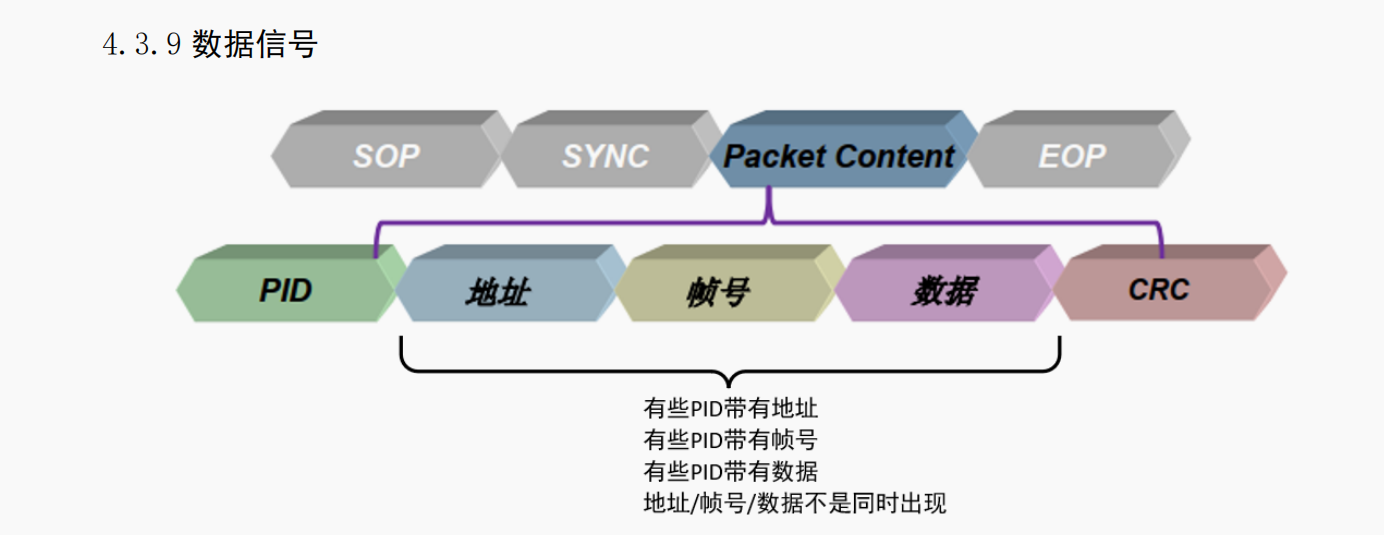 4.3.9 数据信号
SOP SYNC Packet Content EOP
PID 地址 帧号 数据 CRC
有些PID带有地址
有些PID带有帧号
有些PID带有数据
地址/帧号/数据不是同时出现